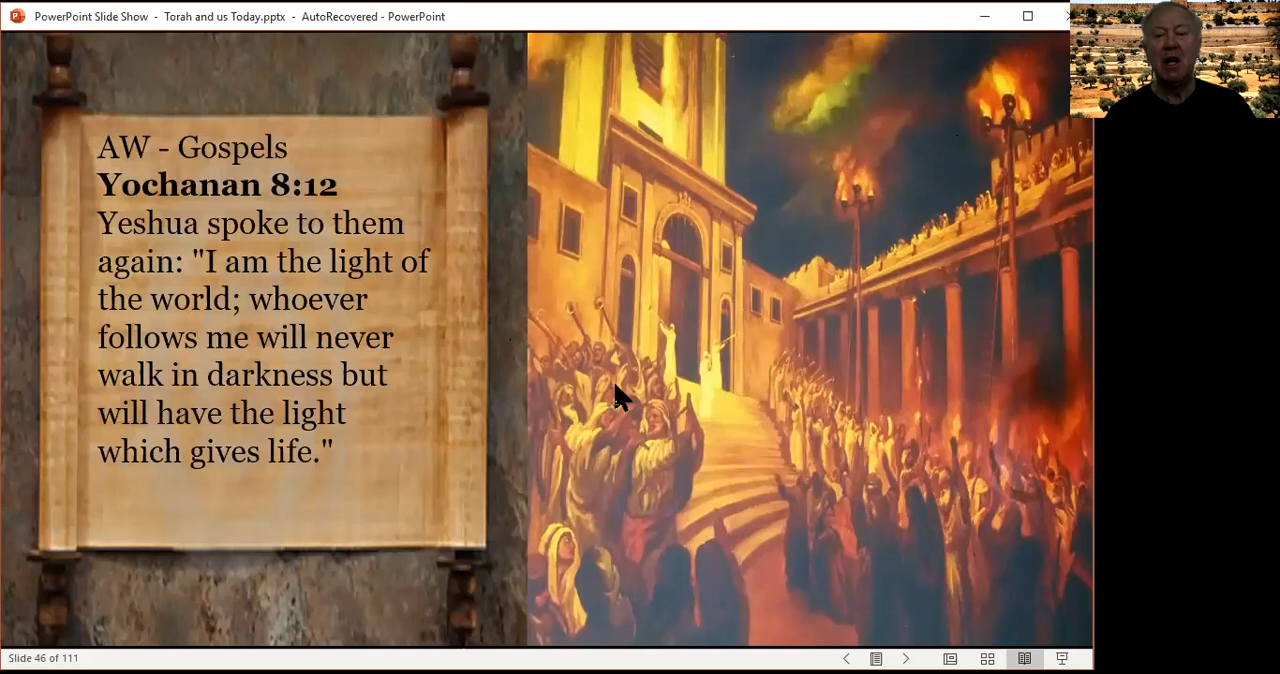 PowerPoint Slide Show - Torah and us Today.pptx - AutoRecovered - PowerPoint
AW - Gospels
Yochanan 8:12
Yeshua spoke to them
again: "I am the light of
the world; whoever
follows me will never
walk in darkness but
will have the light
which gives life."
Slide 46 of 111